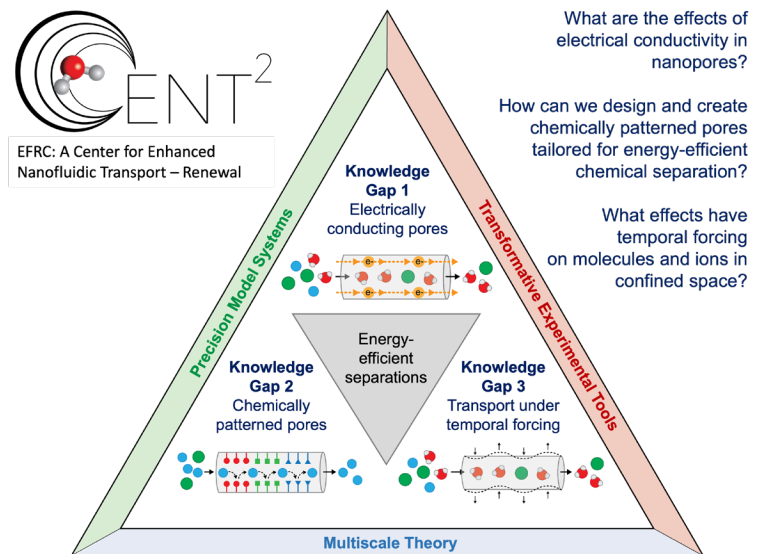 CENT2
EFRC: A Center for Enhanced
Nanofluidic Transport – Renewal
What are the effects of
electrical conductivity in
nanopores?
How can we design and create
chemically patterned pores
tailored for energy-efficient
chemical separation?
What effects have
temporal forcing
on molecules and ions in
confined space?
Precision Model Systems
Transformative Experimental Tools
Knowledge
Gap 1
Electrically
conducting pores
e-
e-
e-
e-
Energy-
efficient
separations
Knowledge
Gap 2
Chemically
patterned pores
Knowledge
Gap 3
Transport under
temporal forcing
Multiscale Theory